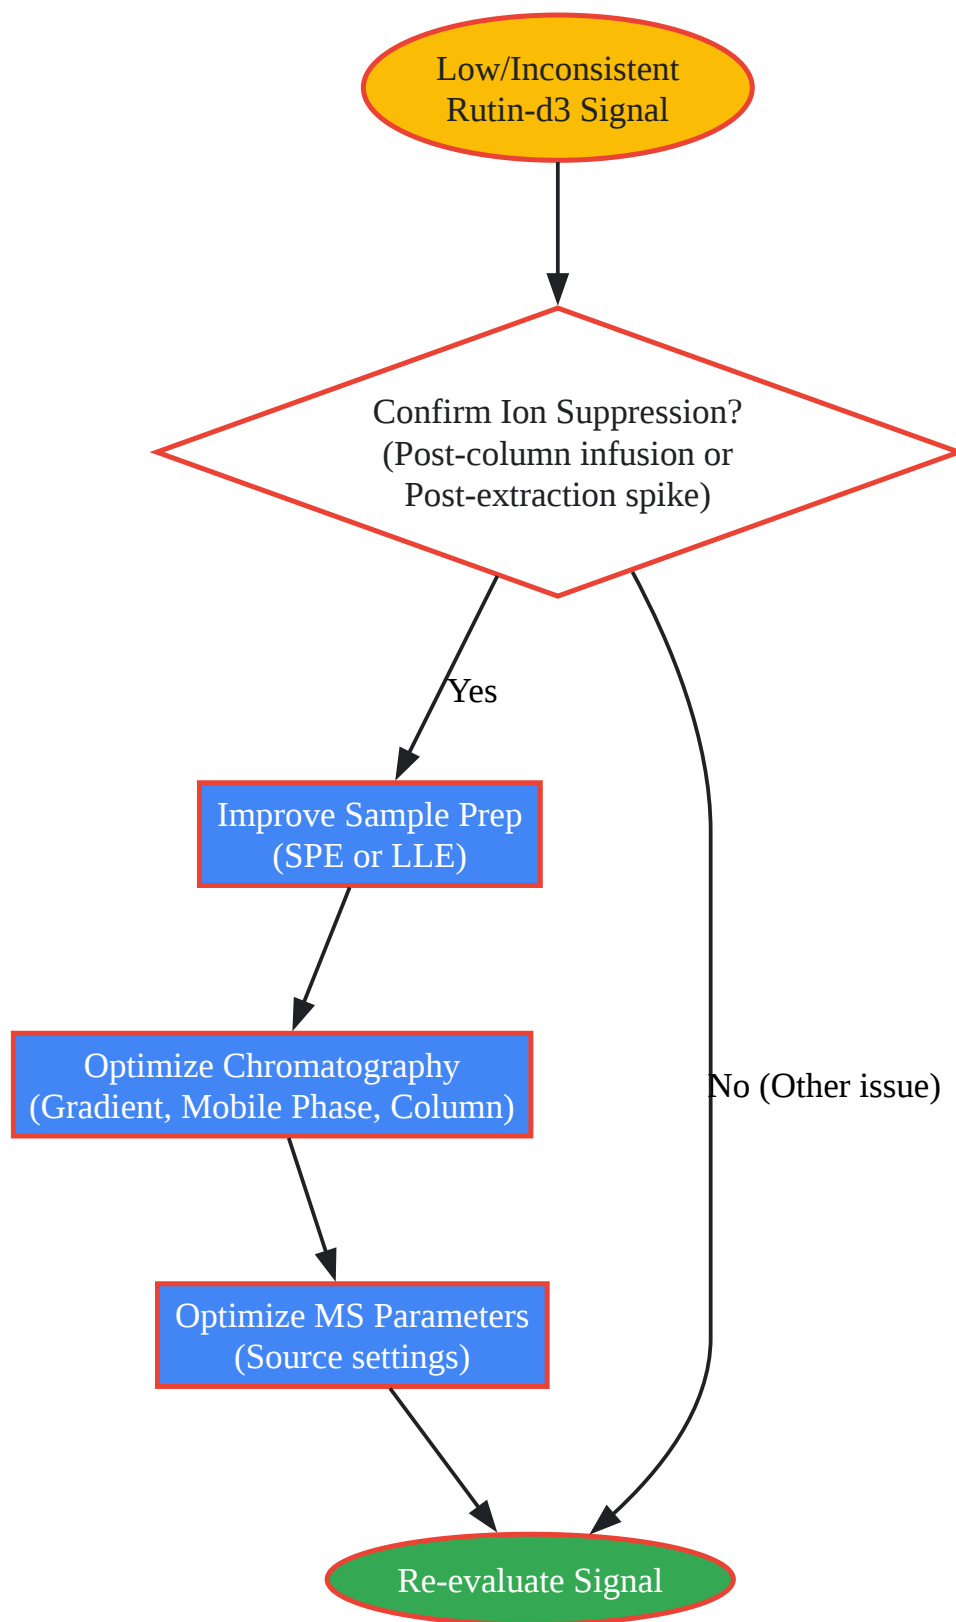 Low/Inconsistent
Rutin-d3 Signal
Confirm Ion Suppression?
(Post-column infusion or
Post-extraction spike)
Yes
Improve Sample Prep
(SPE or LLE)
Optimize Chromatography
(Gradient, Mobile Phase, Column)
No (Other issue)
Optimize MS Parameters
(Source settings)
Re-evaluate Signal